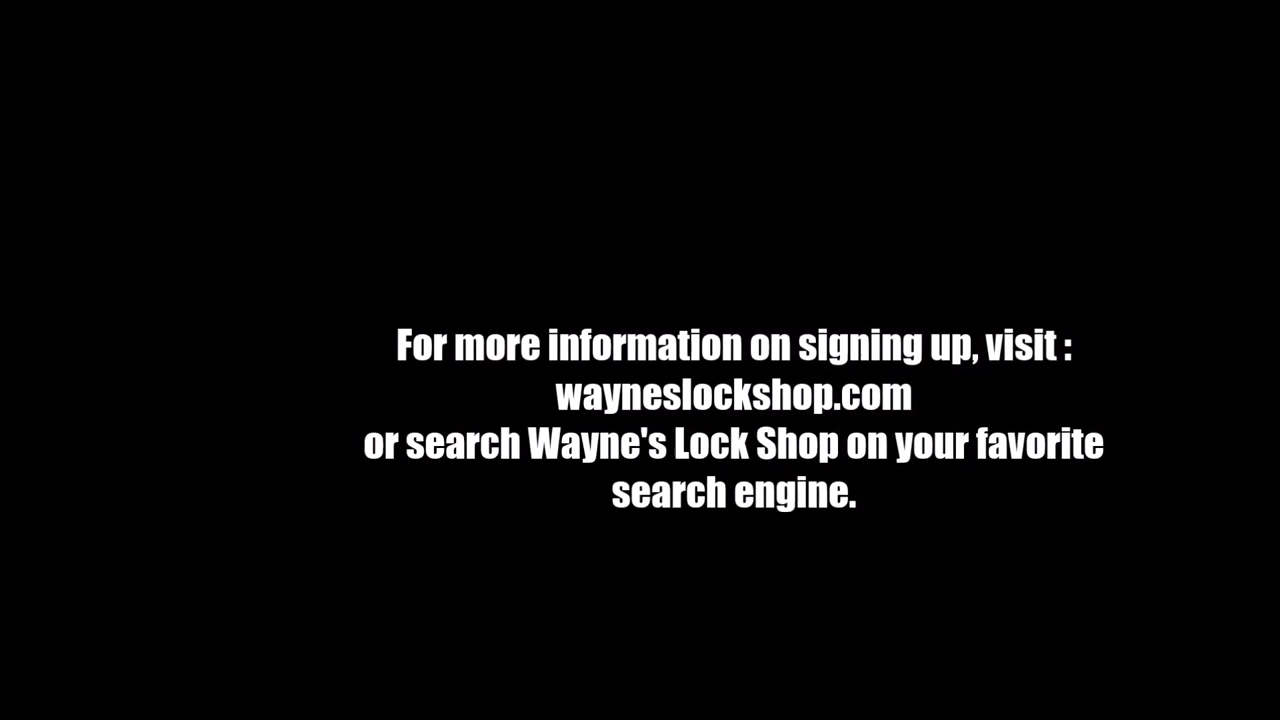 For more information on signing up, visit :
wayneslockshop.com
or search Wayne's Lock Shop on your favorite
search engine.